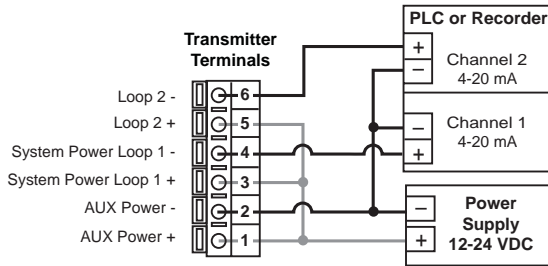 PLC or Recorder
Transmitter
Terminals
+
Channel 2
−
4-20 mA
Loop 2 -
6
Loop 2 +
5
−
Channel 1
4-20 mA
System Power Loop 1 -
4
+
System Power Loop 1 +
3
AUX Power -
2
−
Power
Supply
12-24 VDC
AUX Power +
1
+